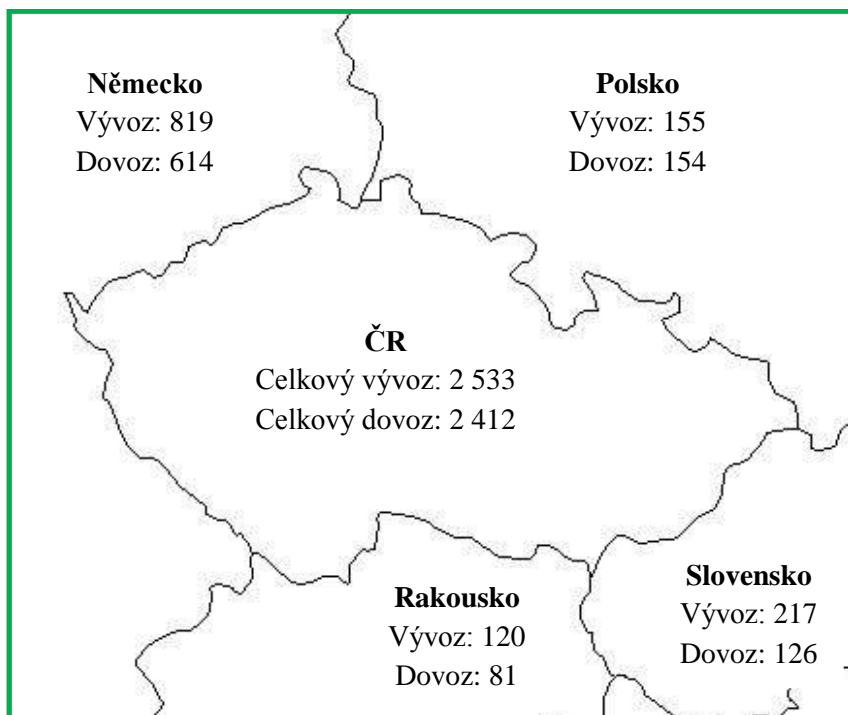 Německo
Vývoz: 819
Dovoz: 614
Polsko
Vývoz: 155
Dovoz: 154
ČR
Celkový vývoz: 2 533
Celkový dovoz: 2 412
Rakousko
Vývoz: 120
Dovoz: 81
Slovensko
Vývoz: 217
Dovoz: 126